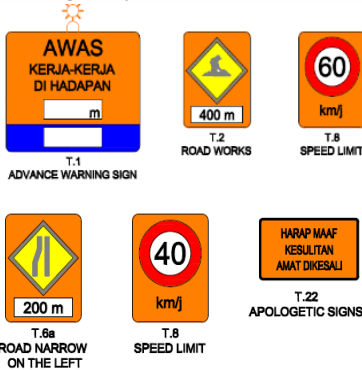 AWAS
KERJA-KERJA
DI HADAPAN
m
T.1
ADVANCE WARNING SIGN
400 m
T.2
ROAD WORKS
60
km/j
T.8
SPEED LIMIT
200 m
T.6a
ROAD NARROW
ON THE LEFT
40
km/j
T.8
SPEED LIMIT
HARAP MAAF
KESULITAN
AMAT DIKESALI
T.22
APOLOGETIC SIGNS